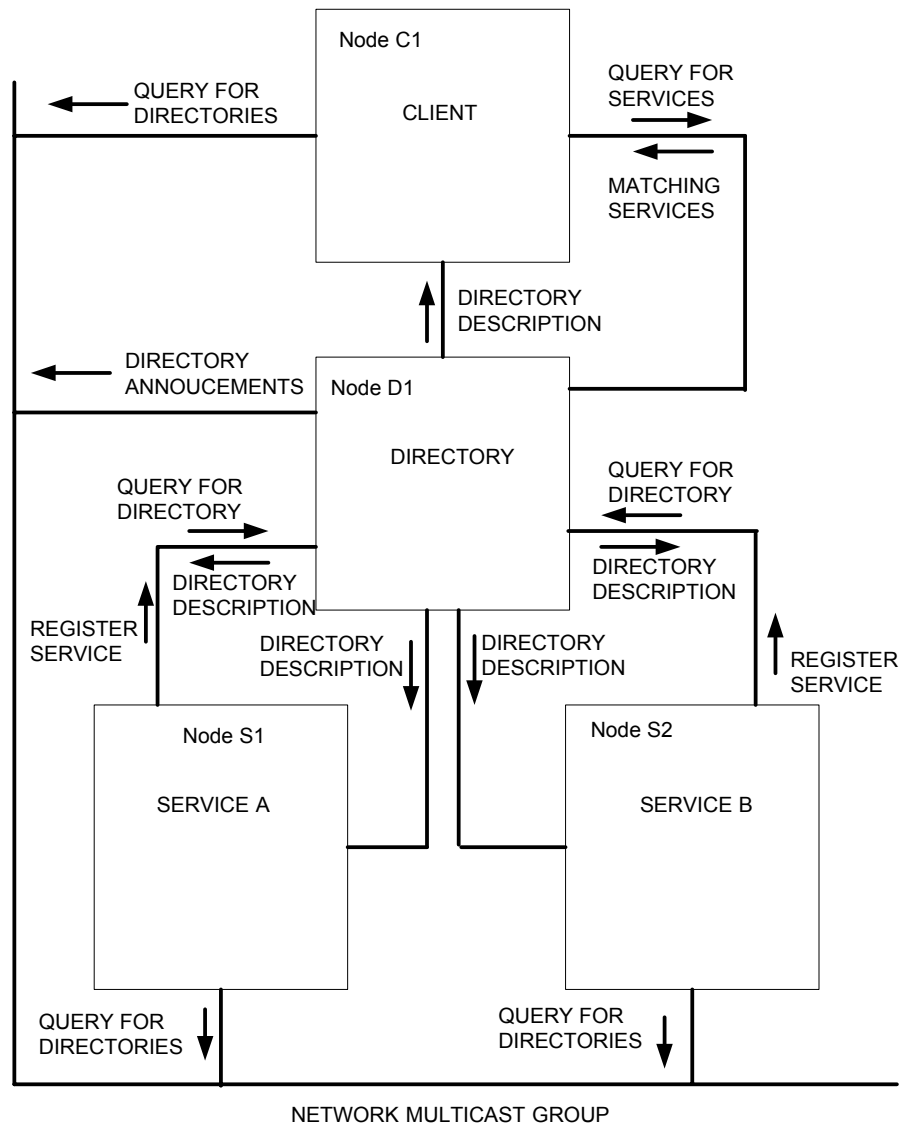 Node C1
CLIENT
QUERY FOR
DIRECTORIES
QUERY FOR
SERVICES
MATCHING
SERVICES
DIRECTORY
DESCRIPTION
DIRECTORY
ANNOUCEMENTS
Node D1
DIRECTORY
QUERY FOR
DIRECTORY
DIRECTORY
DESCRIPTION
QUERY FOR
DIRECTORY
DIRECTORY
DESCRIPTION
REGISTER
SERVICE
DIRECTORY
DESCRIPTION
DIRECTORY
DESCRIPTION
REGISTER
SERVICE
Node S1
SERVICE A
Node S2
SERVICE B
QUERY FOR
DIRECTORIES
QUERY FOR
DIRECTORIES
NETWORK MULTICAST GROUP